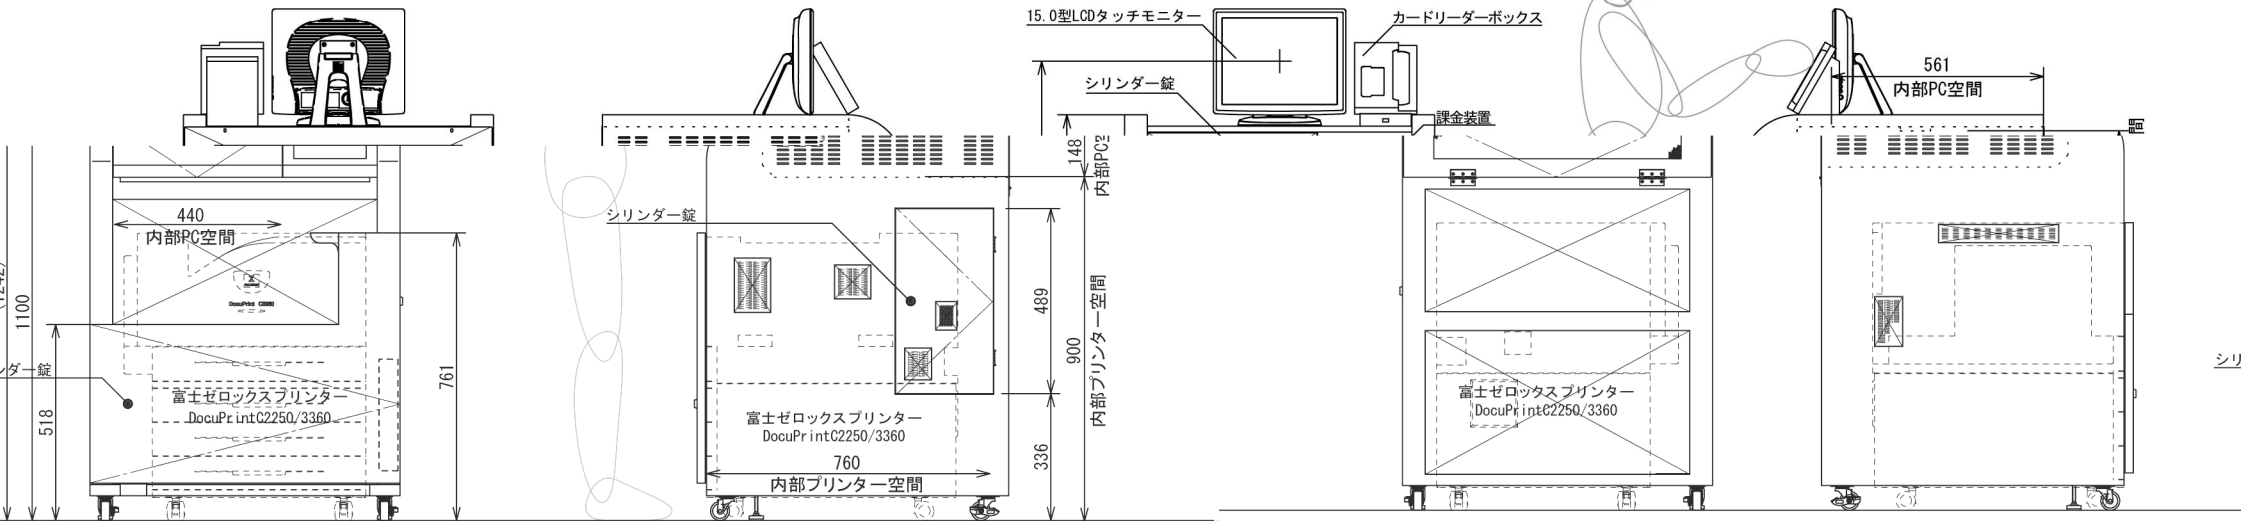 15.0型LCDタッチモニター
カードリーダーボックス
シリンダー錠
課金装置
561
内部PC空間
間
148
440
内部PC空間
シリンダー錠
DocuPrint C3360
1100
761
518
ダー錠
富士ゼロックスプリンター
DocuPrintC2250/3360
489
900
内部プリンター空間
336
富士ゼロックスプリンター
DocuPrintC2250/3360
760
内部プリンター空間
富士ゼロックスプリンター
DocuPrintC2250/3360
シリ